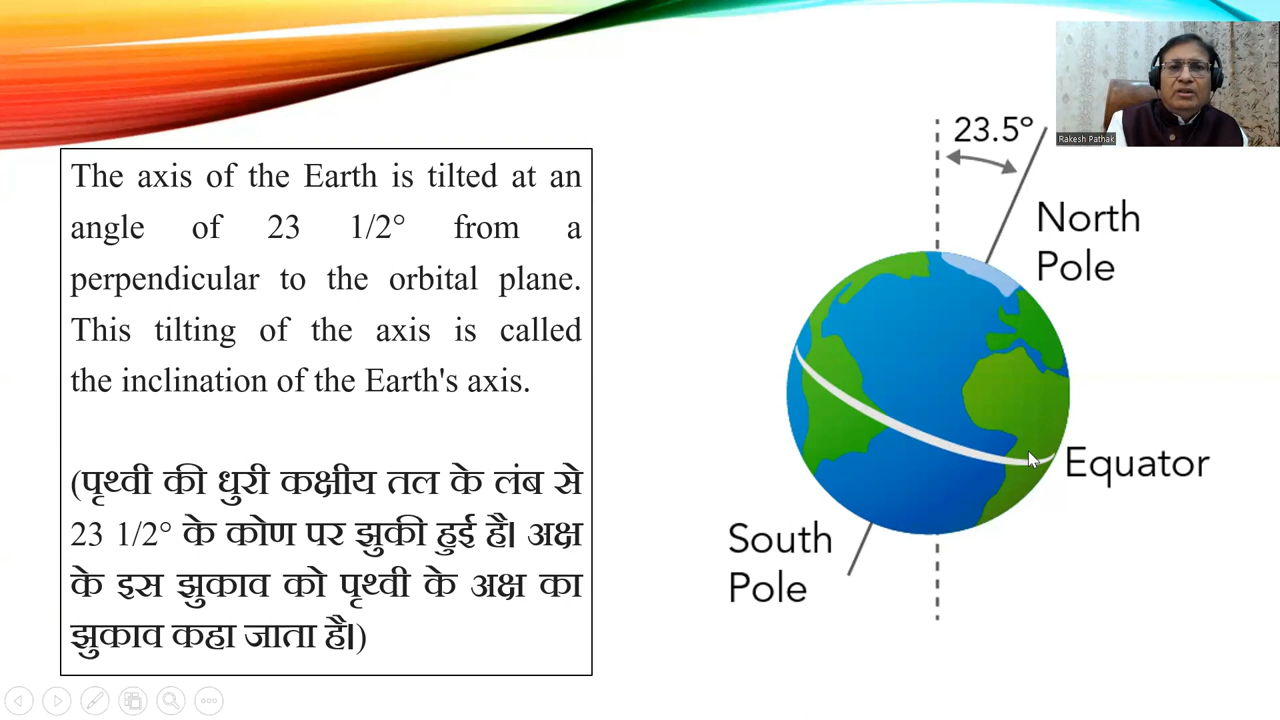 The axis of the Earth is tilted at an
angle of 23 1/2° from a
perpendicular to the orbital plane.
This tilting of the axis is called
the inclination of the Earth's axis.
(पृथ्वी की धुरी कक्षीय तल के लंब से
23 1/2° के कोण पर झुकी हुई है। अक्ष
के इस झुकाव को पृथ्वी के अक्ष का
झुकाव कहा जाता है।)
23.5°
North
Pole
Equator
South
Pole
Rakesh Pathak